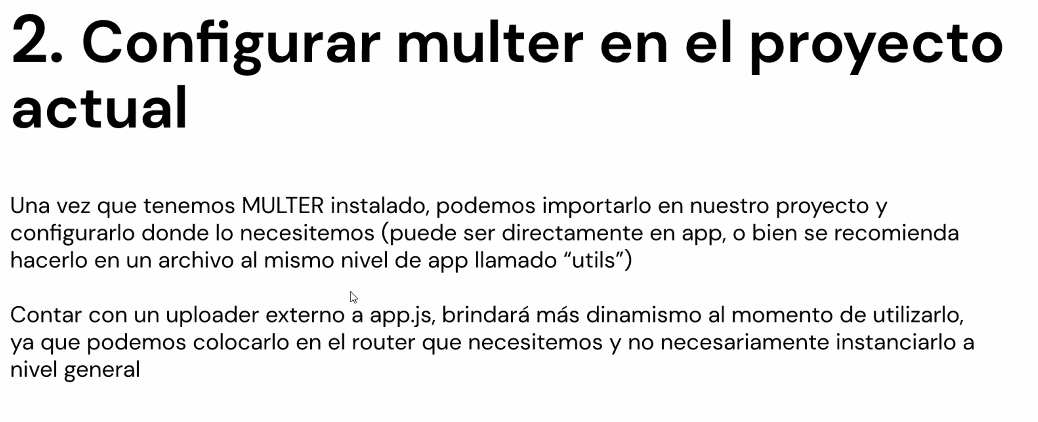 2. Configurar multer en el proyecto
actual
Una vez que tenemos MULTER instalado, podemos importarlo en nuestro proyecto y
configurarlo donde lo necesitemos (puede ser directamente en app, o bien se recomienda
hacerlo en un archivo al mismo nivel de app llamado “utils”)
Contar con un uploader externo a app.js, brindará más dinamismo al momento de utilizarlo,
ya que podemos colocarlo en el router que necesitemos y no necesariamente instanciarlo a
nivel general